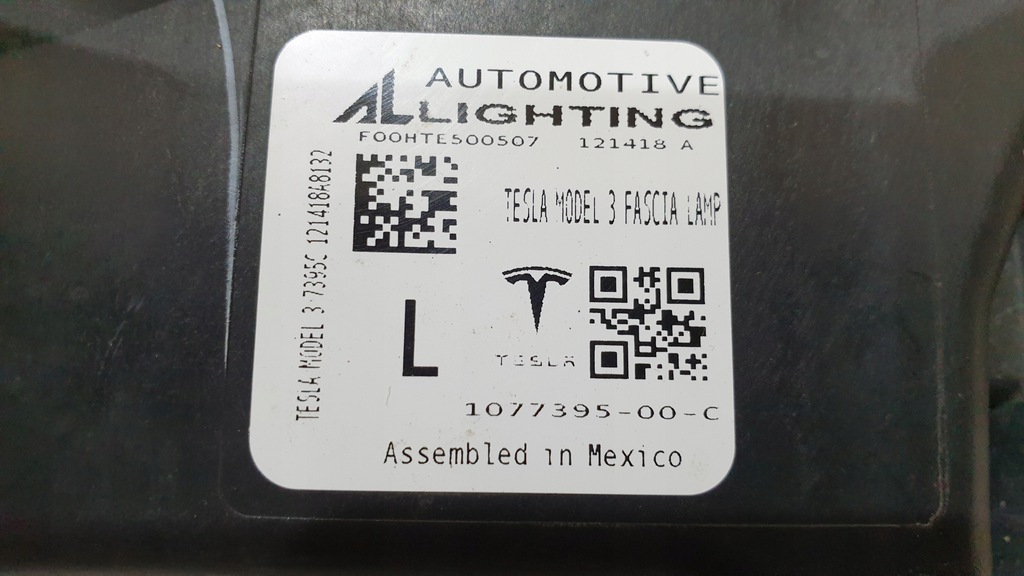 AUTOMOTIVE
AL LIGHTING
F00HTE500507 121418 A
TESLA MODEL 3 7395C 121418A8132
TESLA MODEL 3 FASCIA LAMP
L
TESLA
1077395-00-C
Assembled in Mexico